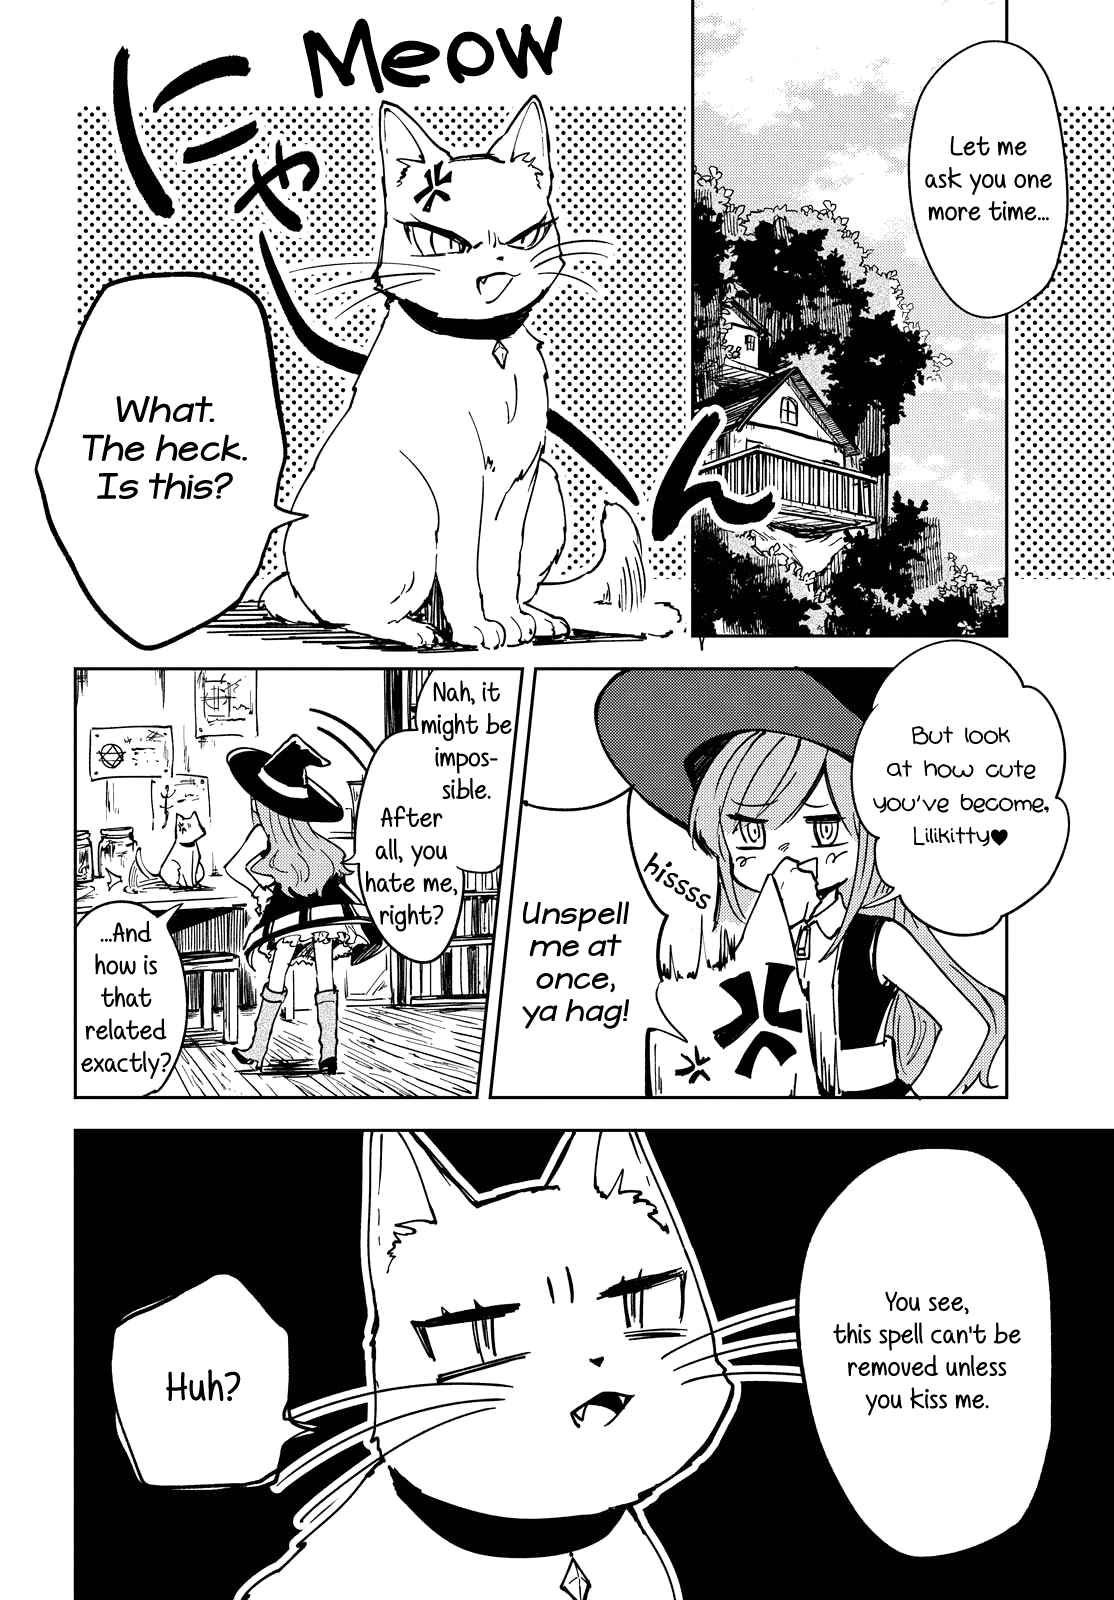 Let me
ask you one
more time...
Meow
にゃん
What.
The heck.
Is this?
But look
at how cute
you've become,
Lilikitty♥
hissss
Unspell
me at
once,
ya hag!
Nah, it
might be
impos-
sible.
After
all, you
hate me,
right?
...And
how is
that
related
exactly?
You see,
this spell can't be
removed unless
you kiss me.
Huh?